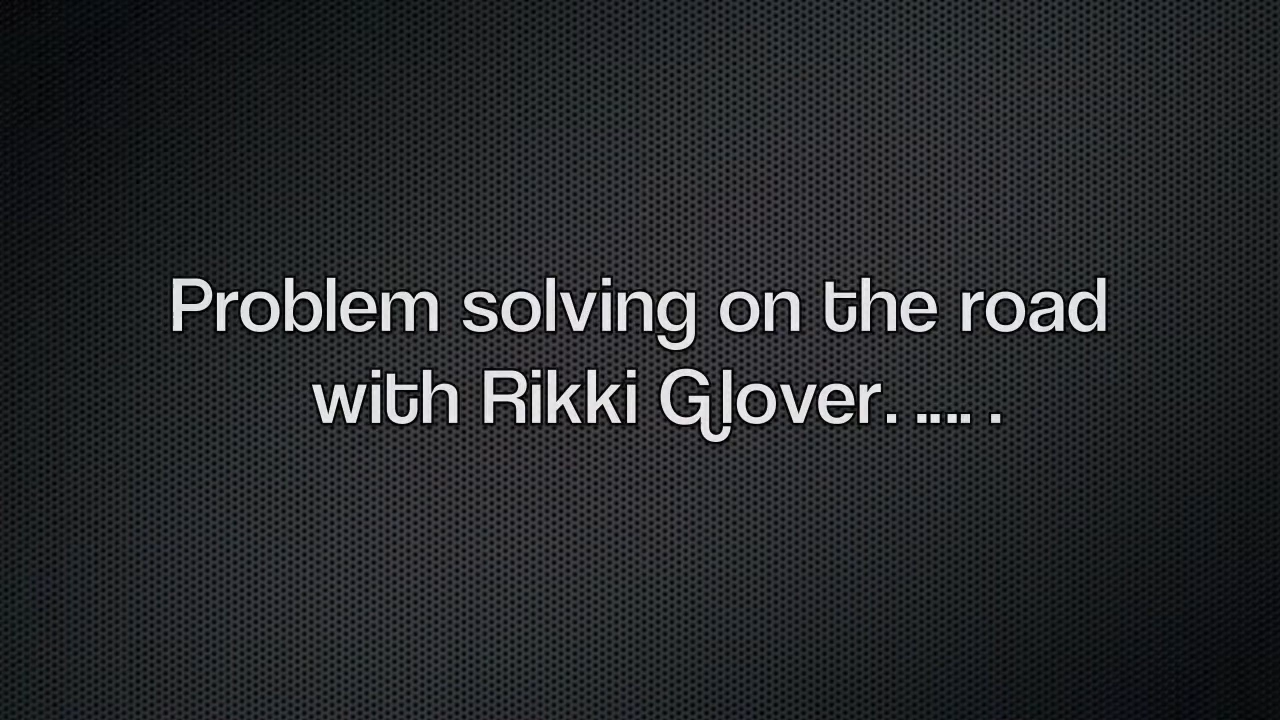 Problem solving on the road
with Rikki Glover. .... .